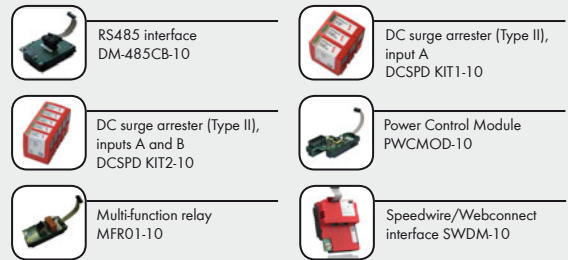 RS485 interface
DM-485CB-10
DC surge arrester (Type II),
input A
DCSPD KIT1-10
DC surge arrester (Type II),
inputs A and B
DCSPD KIT2-10
Power Control Module
PWCMOD-10
Multi-function relay
MFR01-10
Speedwire/Webconnect
interface SWDM-10